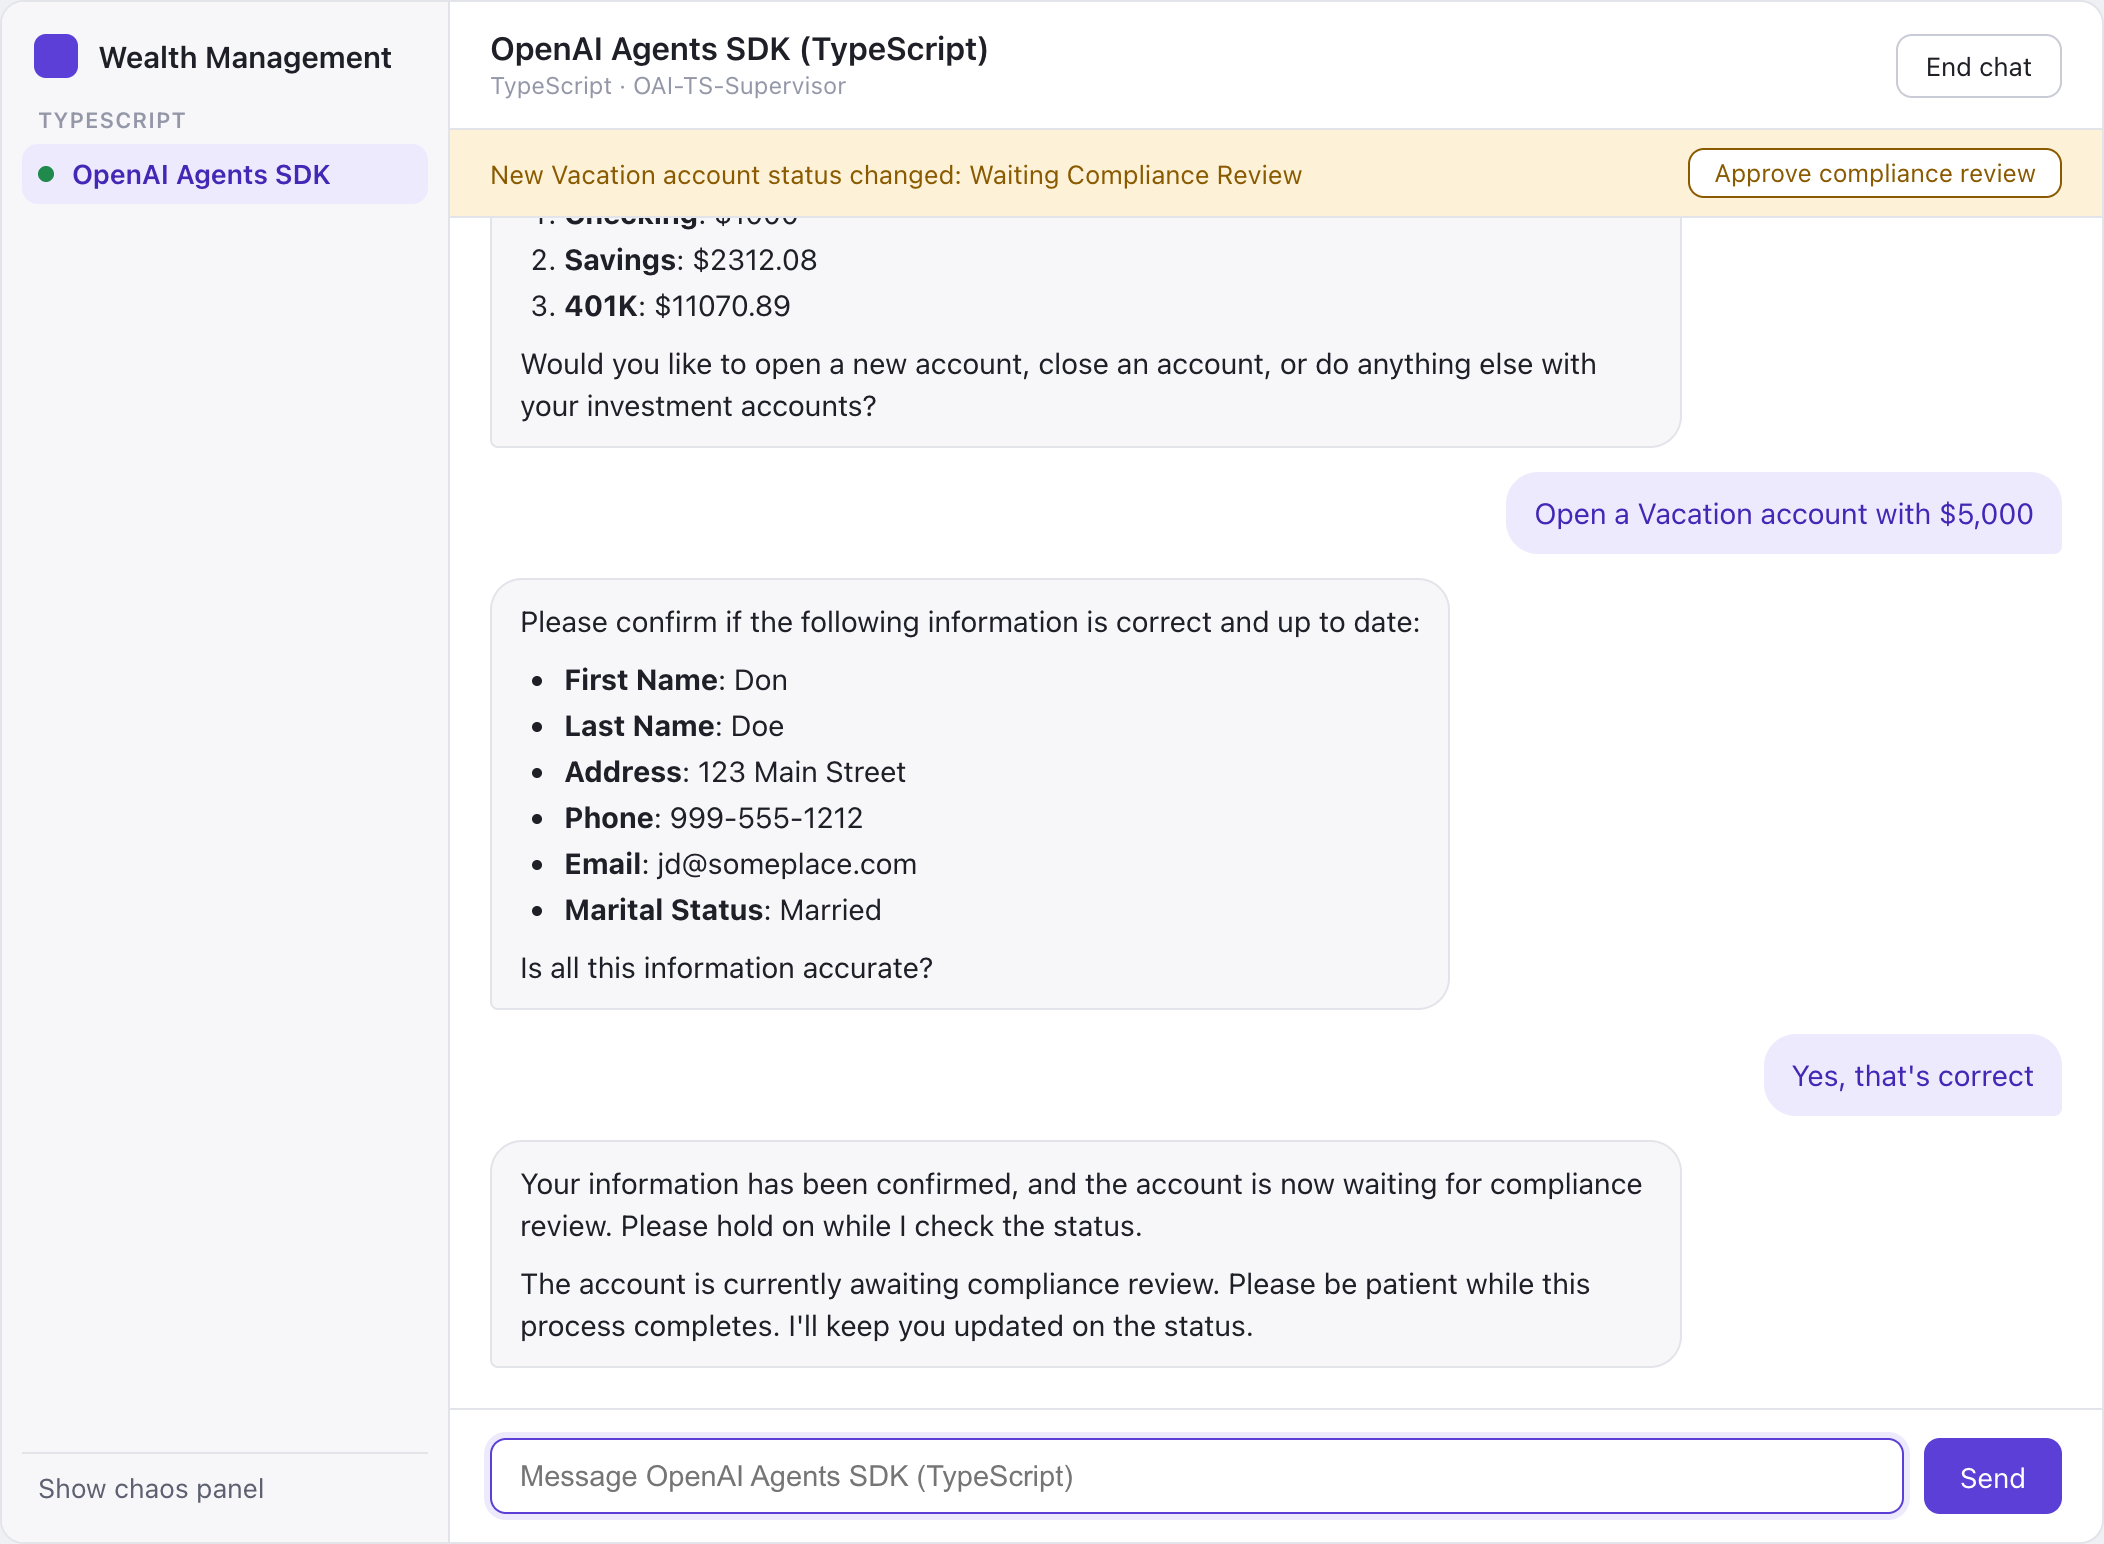 Wealth Management
TYPESCRIPT
OpenAI Agents SDK
Show chaos panel
OpenAI Agents SDK (TypeScript)
TypeScript · OAI-TS-Supervisor
End chat
New Vacation account status changed: Waiting Compliance Review
Approve compliance review
1. Checking: $1000
2. Savings: $2312.08
3. 401K: $11070.89
Would you like to open a new account, close an account, or do anything else with
your investment accounts?
Open a Vacation account with $5,000
Please confirm if the following information is correct and up to date:
• First Name: Don
• Last Name: Doe
• Address: 123 Main Street
• Phone: 999-555-1212
• Email: jd@someplace.com
• Marital Status: Married
Is all this information accurate?
Yes, that's correct
Your information has been confirmed, and the account is now waiting for compliance
review. Please hold on while I check the status.
The account is currently awaiting compliance review. Please be patient while this
process completes. I'll keep you updated on the status.
Message OpenAI Agents SDK (TypeScript)
Send